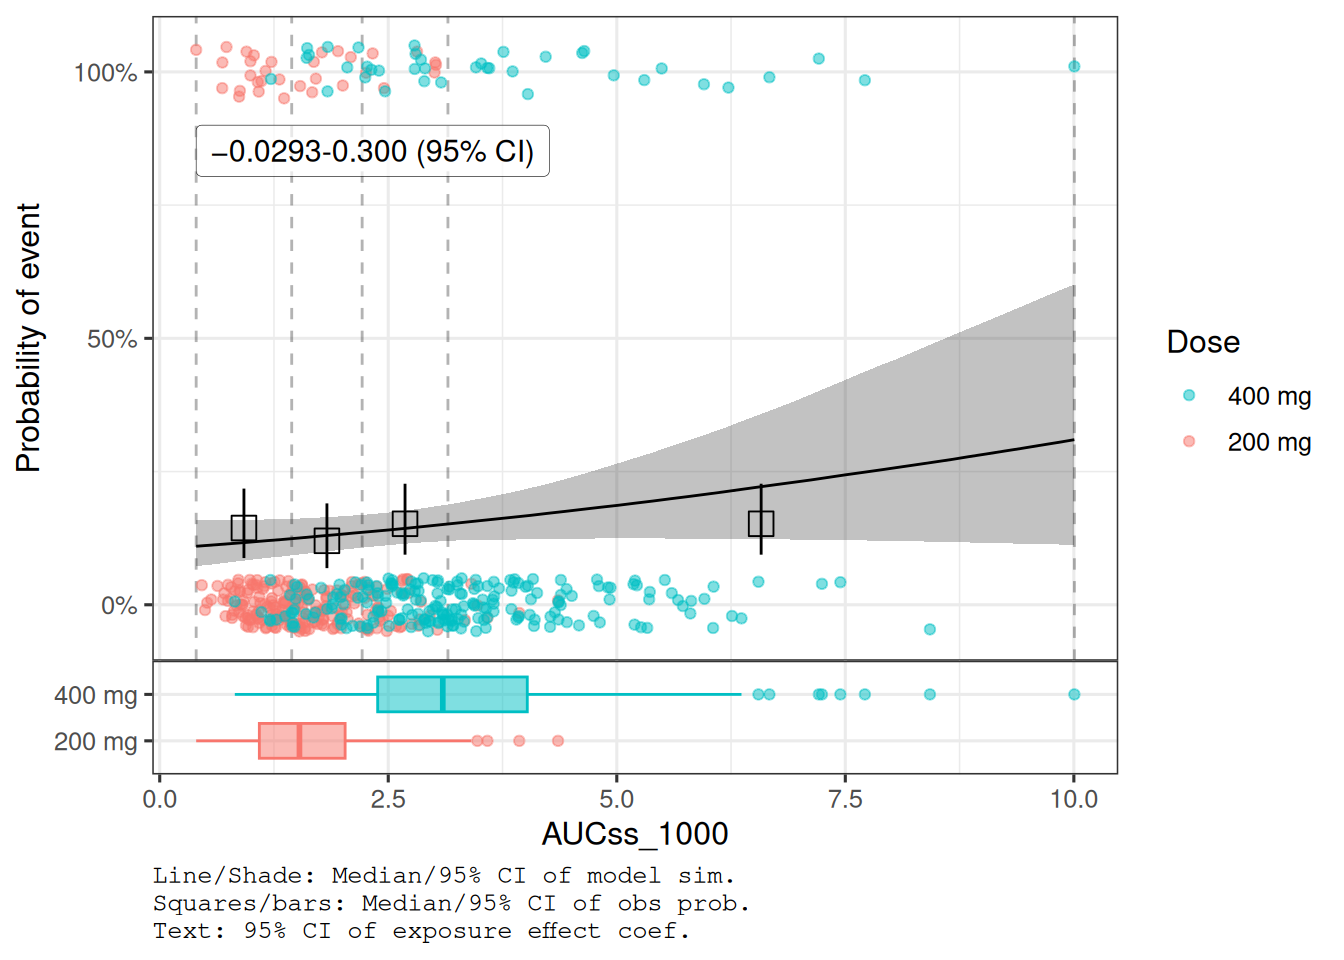 100%
−0.0293-0.300 (95% CI)
Probability of event
50%
0%
Dose
400 mg
200 mg
400 mg
200 mg
0.0 2.5 5.0 7.5 10.0
AUCss_1000
Line/Shade: Median/95% CI of model sim.
Squares/bars: Median/95% CI of obs prob.
Text: 95% CI of exposure effect coef.